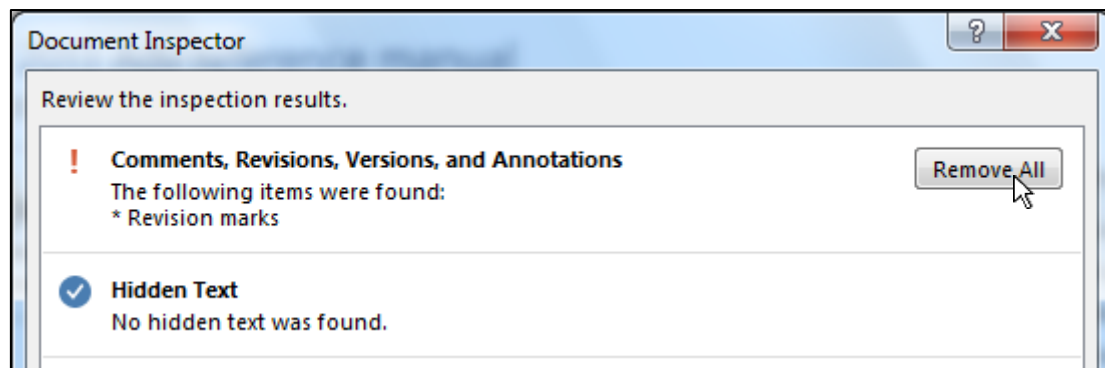 Document Inspector
Review the inspection results.
! Comments, Revisions, Versions, and Annotations
Remove All
The following items were found:
* Revision marks
Hidden Text
No hidden text was found.